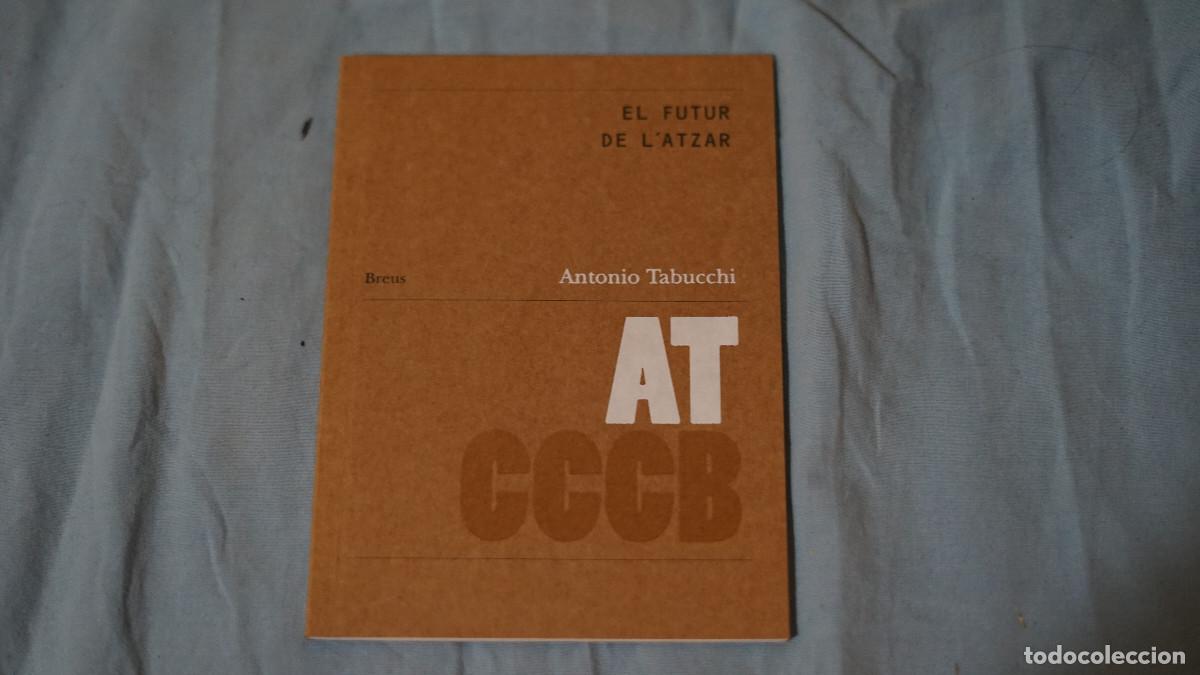 EL FUTUR
DE L'ATZAR
Breus
Antonio Tabucchi
AT
CCCB
todocoleccion